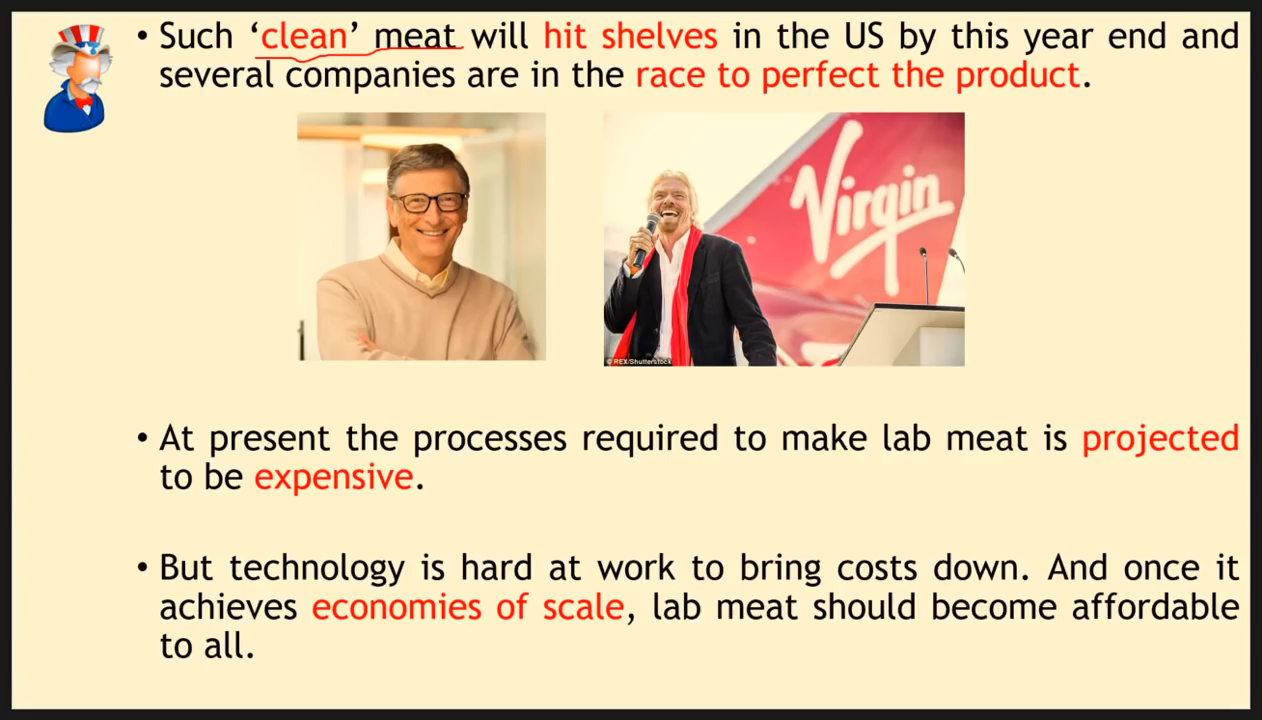 • Such ‘clean’ meat will hit shelves in the US by this year end and
several companies are in the race to perfect the product.
Virgin
© REX/Shutterstock
• At present the processes required to make lab meat is projected
to be expensive.
• But technology is hard at work to bring costs down. And once it
achieves economies of scale, lab meat should become affordable
to all.